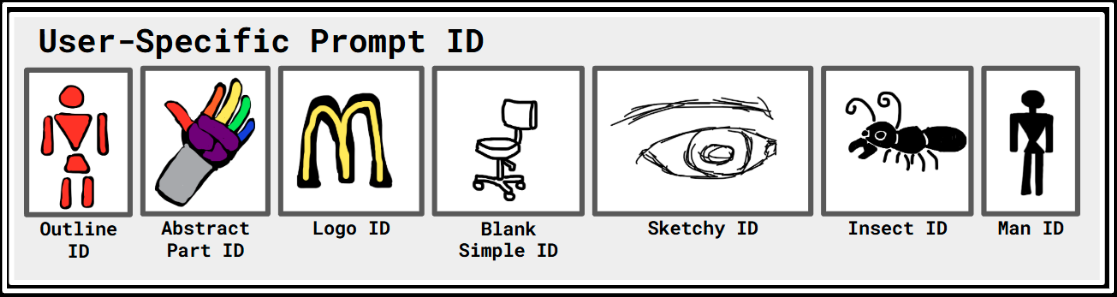 User-Specific Prompt ID
Outline
ID
Abstract
Part ID
Logo ID
Blank
Simple ID
Sketchy ID
Insect ID
Man ID